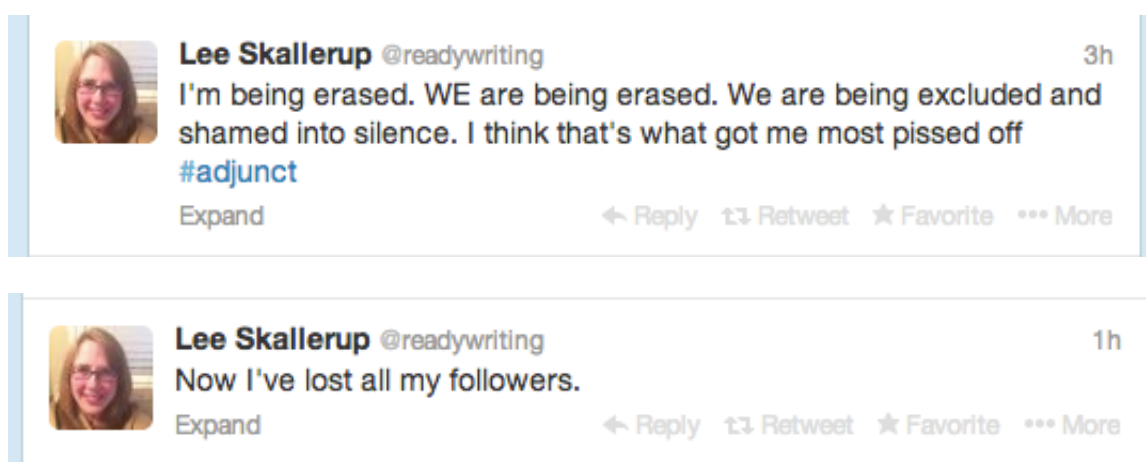 Lee Skallerup @readywriting 3h
I'm being erased. WE are being erased. We are being excluded and
shamed into silence. I think that's what got me most pissed off
#adjunct
Expand Reply Retweet Favorite More
Lee Skallerup @readywriting 1h
Now I've lost all my followers.
Expand Reply Retweet Favorite More